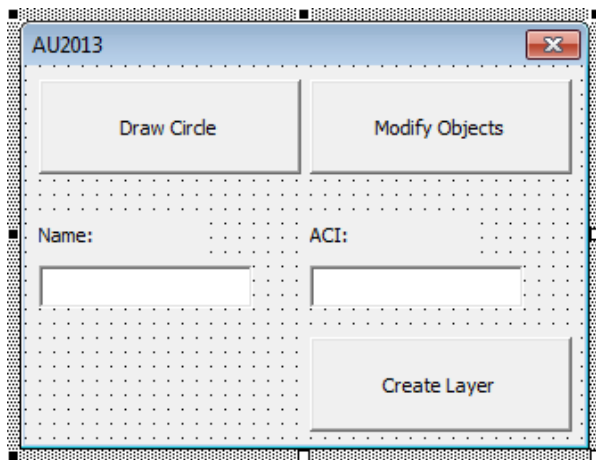 AU2013
Draw Circle
Modify Objects
Name:
ACI:
Create Layer